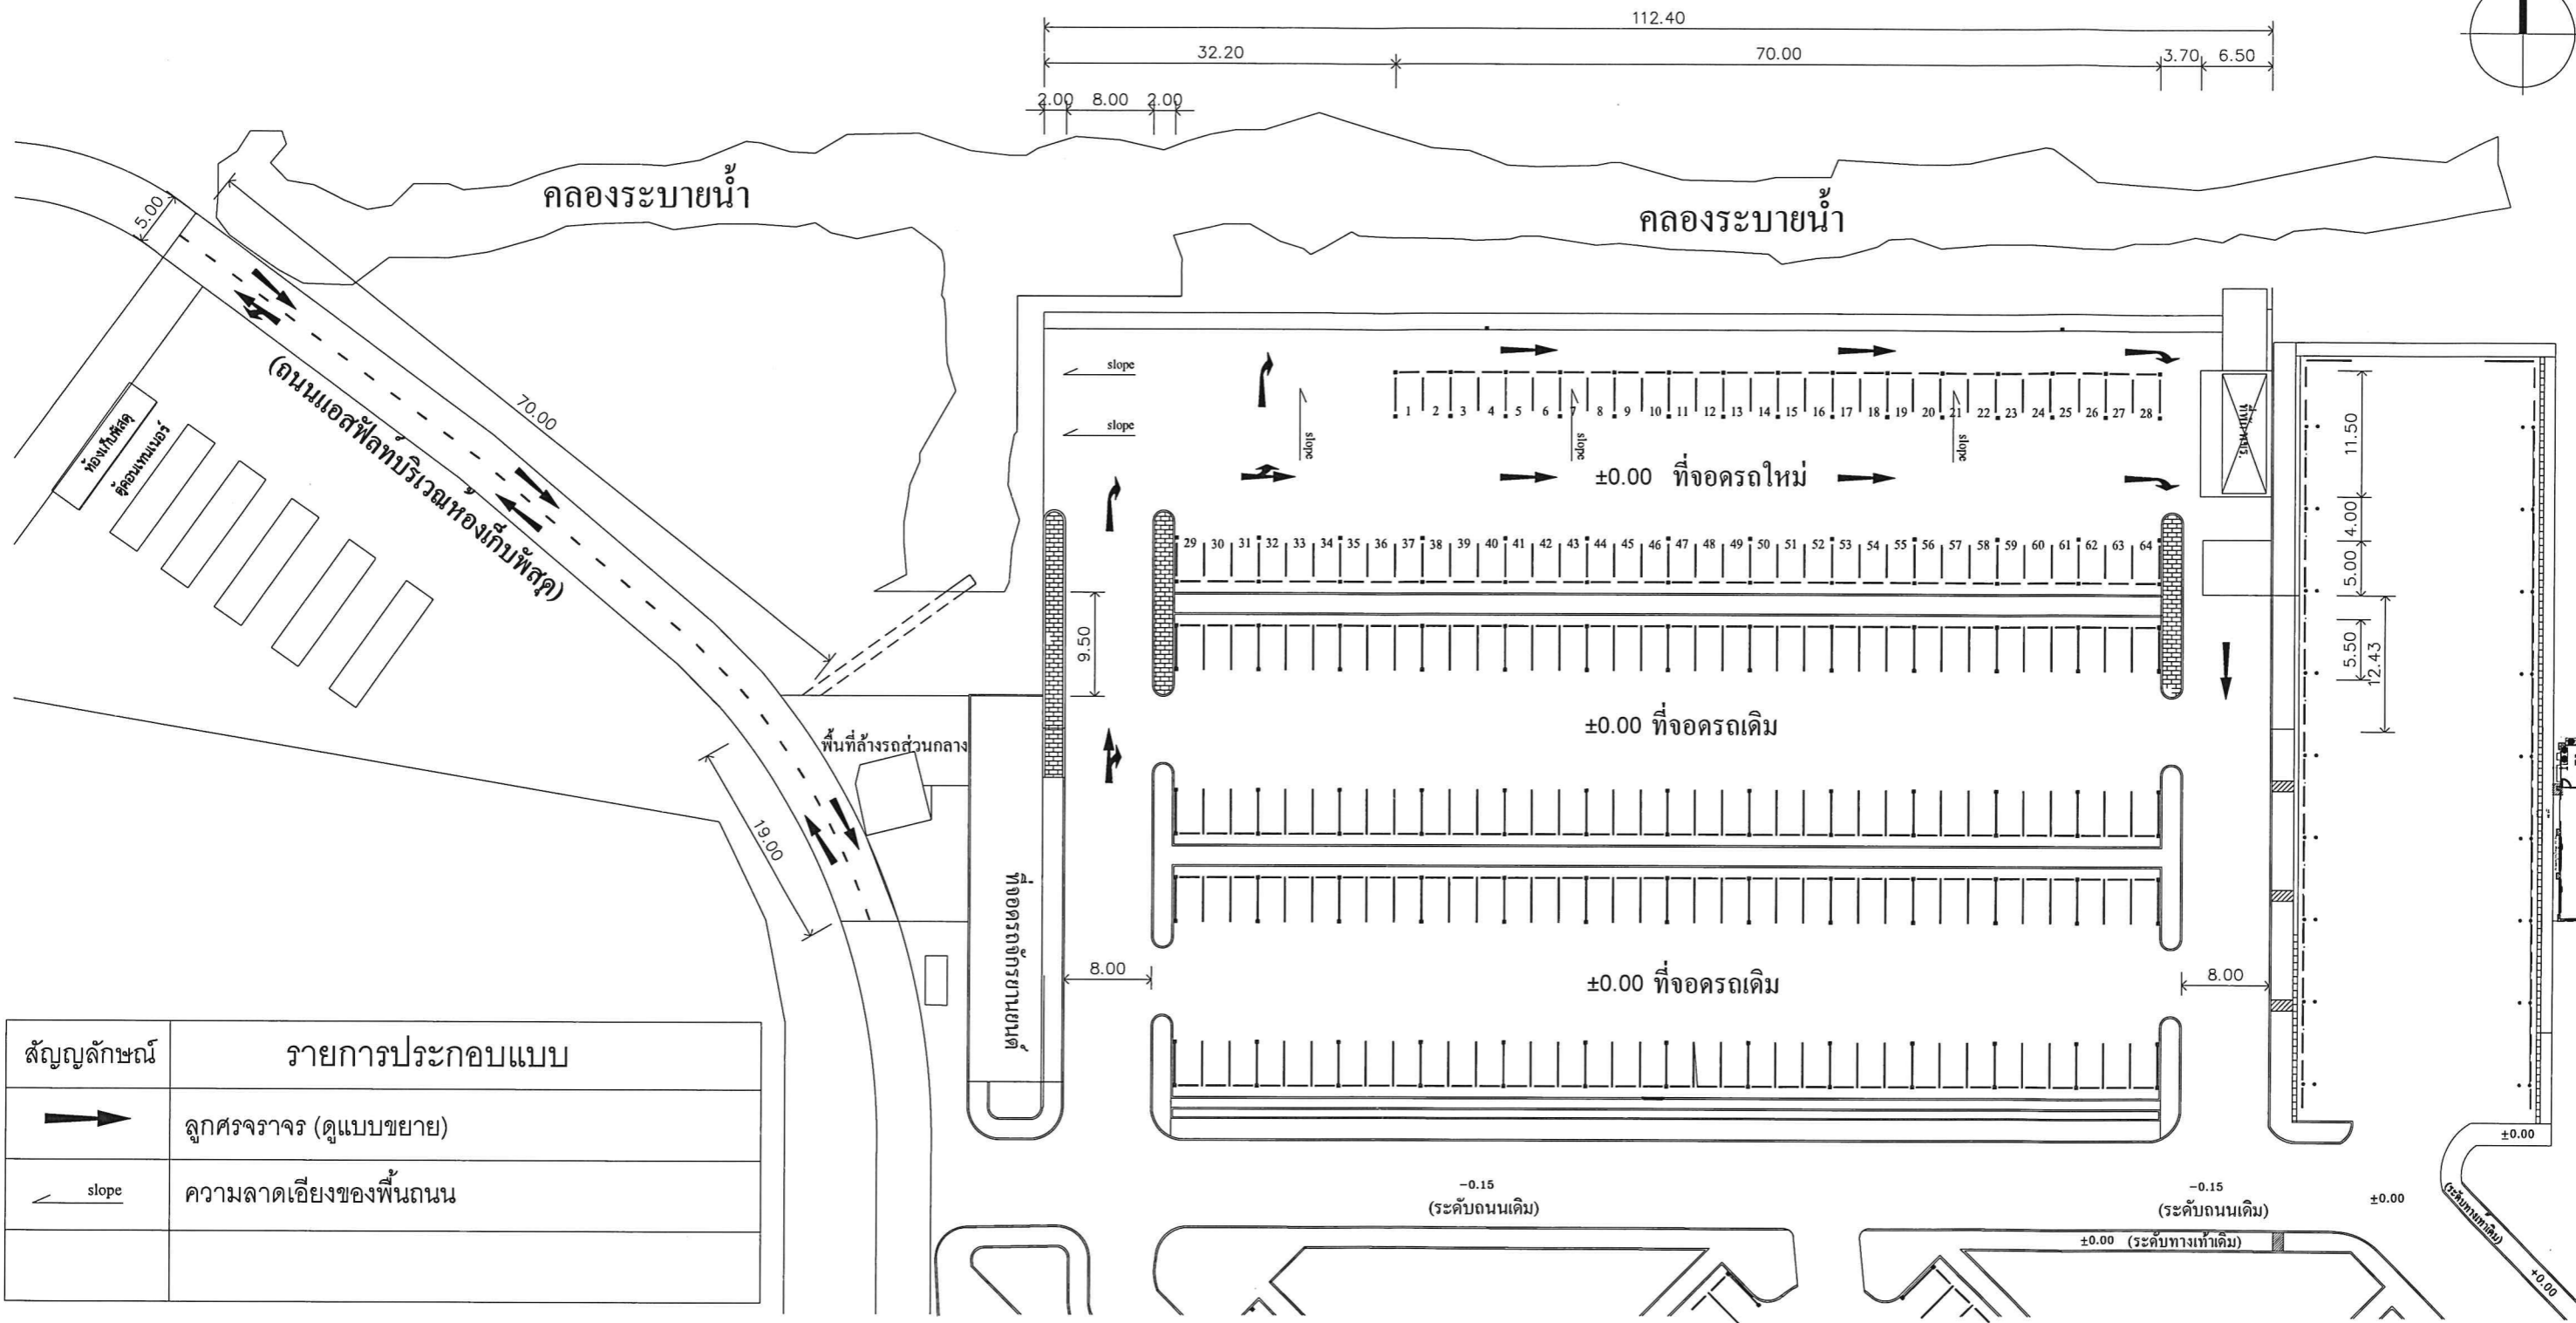 112.40
32.20
70.00
3.70
6.50
2.00
8.00
2.00
คลองระบายน้ำ
คลองระบายน้ำ
5.00
70.00
(ถนนแอสฟัลท์บริเวณห้องเก็บพัสดุ)
ห้องเก็บพัสดุ
ตู้คอนเทนเนอร์
slope
slope
slope
slope
slope
1 2 3 4 5 6 7 8 9 10 11 12 13 14 15 16 17 18 19 20 21 22 23 24 25 26 27 28
±0.00 ที่จอดรถใหม่
29 30 31 32 33 34 35 36 37 38 39 40 41 42 43 44 45 46 47 48 49 50 51 52 53 54 55 56 57 58 59 60 61 62 63 64
11.50
4.00
5.00
5.50
12.43
9.50
±0.00 ที่จอดรถเดิม
พื้นที่ล้างรถส่วนกลาง
19.00
ที่จอดรถจักรยานยนต์
8.00
±0.00 ที่จอดรถเดิม
8.00
สัญญลักษณ์
รายการประกอบแบบ
ลูกศรจราจร (ดูแบบขยาย)
slope
ความลาดเอียงของพื้นถนน
-0.15
(ระดับถนนเดิม)
-0.15
(ระดับถนนเดิม)
±0.00
±0.00
±0.00 (ระดับทางเท้าเดิม)
(ระดับทางเท้าเดิม)
±0.00